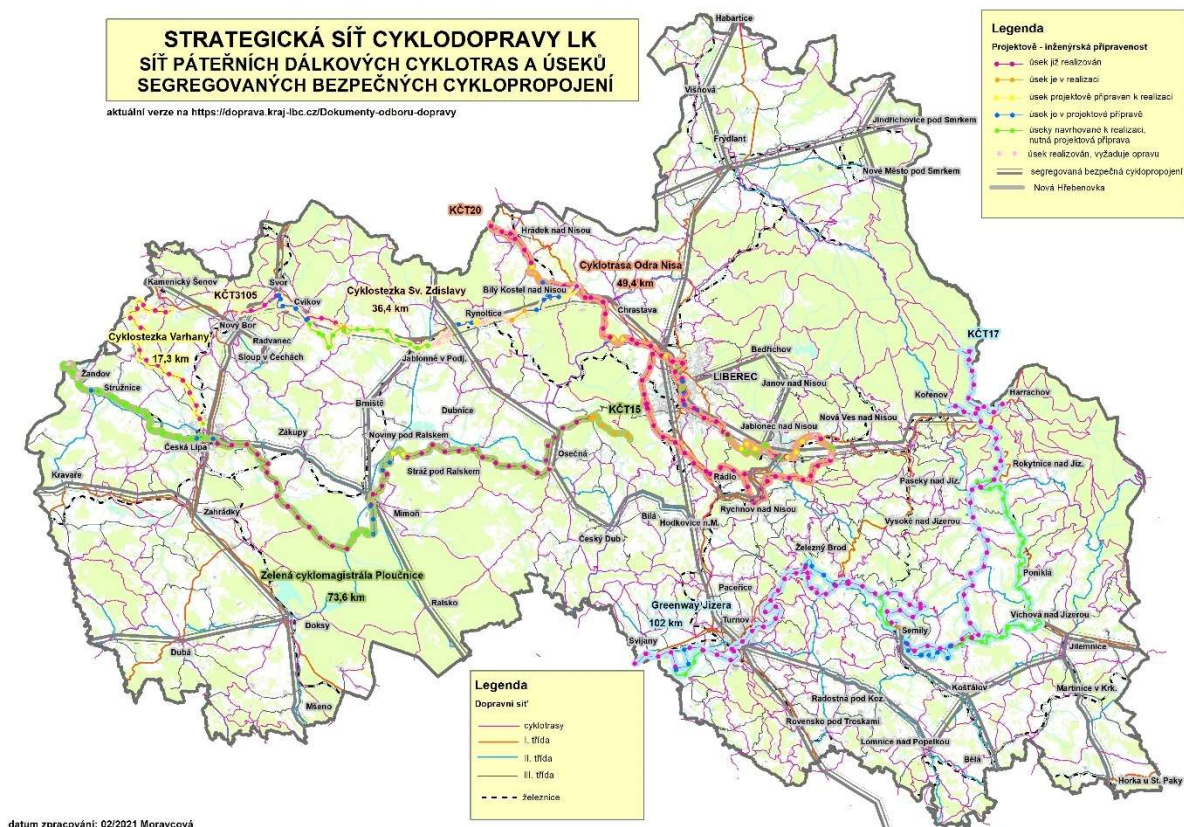 STRATEGICKÁ SÍŤ CYKLODOPRAVY LK
SÍŤ PÁTEŘNÍCH DÁLKOVÝCH CYKLOTRAS A ÚSEKŮ
SEGREGOVANÝCH BEZPEČNÝCH CYKLOPROPOJENÍ
aktuální verze na https://doprava.kraj-lbc.cz/Dokumenty-odboru-dopravy
Legenda
Projektově - inženýrská připravenost
úsek již realizován
úsek je v realizaci
úsek projektově připraven k realizaci
úsek je v projektové přípravě
úseky navrhované k realizaci,
nutná projektová příprava
úsek realizován, vyžaduje opravu
segregovaná bezpečná cyklopropojení
Nová Hřebenovka
Habartice
Višňová
Jindřichovice pod Smrkem
Frýdlant
Nové Město pod Smrkem
KČT20
Hrádek nad Nisou
Cyklotrasa Odra Nisa
49,4 km
Kamenický Šenov
Svor
KČT3105
Cvikov
Cyklostezka Sv. Zdislavy
36,4 km
Bílý Kostel nad Nisou
Rynoltice
Chrastava
Nový Bor
Cyklostezka Varhany
17,3 km
Radvanec
Sloup v Čechách
Jablonné v Podj.
KČT17
Bedřichov
LIBEREC
Janov nad Nisou
Žandov
Stružnice
Brniště
Dubnice
KČT15
Kořenov
Harrachov
Nová Ves nad Nisou
Jablonec nad Nisou
Česká Lípa
Zákupy
Noviny pod Ralskem
Osečná
Stráž pod Ralskem
Rádlo
Rokytnice nad Jiz.
Paseky nad Jiz.
Kravaře
Zahrádky
Mimoň
Bílá
Hodkovice n.M.
Rychnov nad Nisou
Vysoké nad Jizerou
Český Dub
Železný Brod
Zelená cyklomagistrála Ploučnice
73,6 km
Ralsko
Paceřice
Poniklá
Greenway Jizera
102 km
Turnov
Doksy
Svijany
Semily
Víchová nad Jizerou
Dubá
Jilemnice
Košťálov
Martinice v Krk.
Mšeno
Radostná pod Koz.
Rovensko pod Troskami
Lomnice nad Popelkou
Bělá
Horka u St. Paky
Legenda
Dopravní síť
cyklotrasy
I. třída
II. třída
III. třída
železnice
datum zpracování: 02/2021 Moravcová